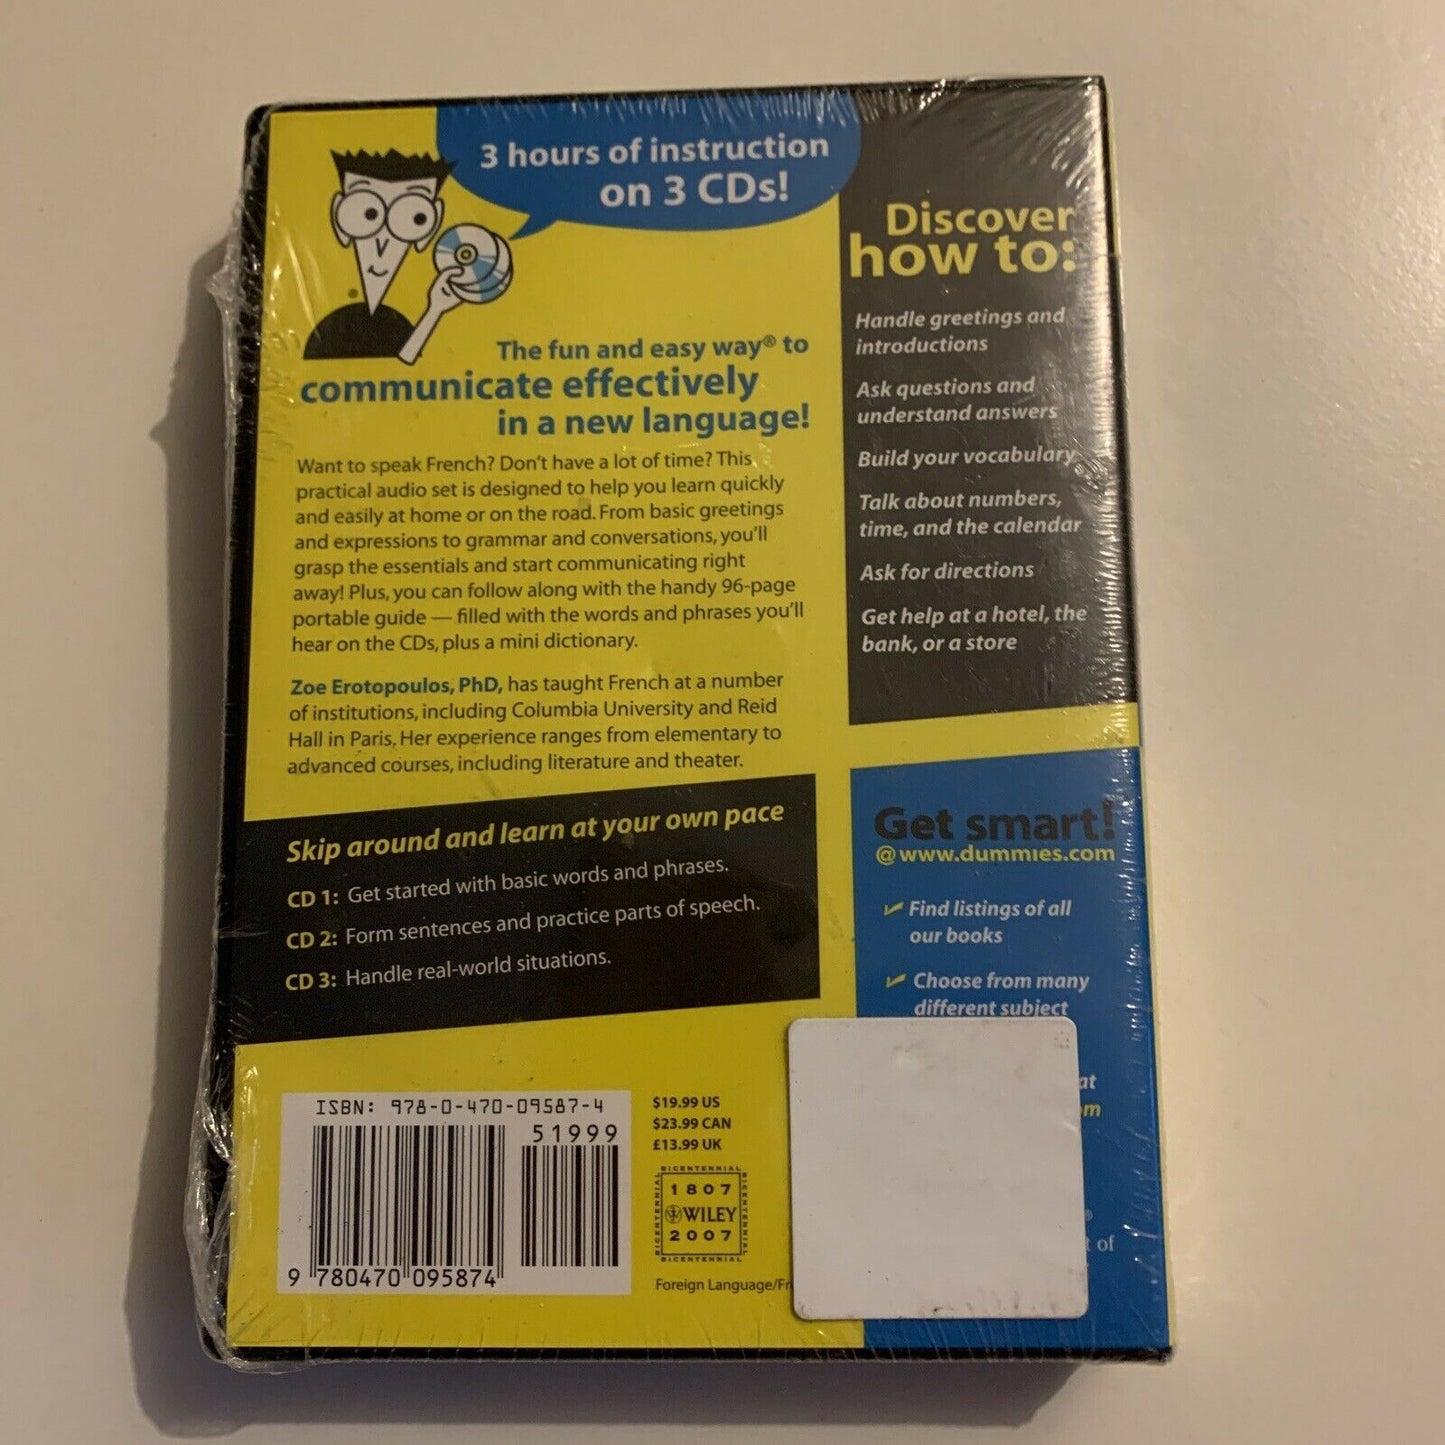 3 hours of instruction
on 3 CDs!
The fun and easy way® to
communicate effectively
in a new language!
Want to speak French? Don't have a lot of time? This
practical audio set is designed to help you learn quickly
and easily at home or on the road. From basic greetings
and expressions to grammar and conversations, you'll
grasp the essentials and start communicating right
away! Plus, you can follow along with the handy 96-page
portable guide — filled with the words and phrases you'll
hear on the CDs, plus a mini dictionary.
Zoe Erotopoulos, PhD, has taught French at a number
of institutions, including Columbia University and Reid
Hall in Paris. Her experience ranges from elementary to
advanced courses, including literature and theater.
Skip around and learn at your own pace
CD 1: Get started with basic words and phrases.
CD 2: Form sentences and practice parts of speech.
CD 3: Handle real-world situations.
Discover
how to:
Handle greetings and
introductions
Ask questions and
understand answers
Build your vocabulary
Talk about numbers,
time, and the calendar
Ask for directions
Get help at a hotel, the
bank, or a store
Get smart!
@www.dummies.com
Find listings of all
our books
Choose from many
different subject
at
om
®
t of
ISBN: 978-0-470-09587-4
51999
9 780470 095874
$19.99 US
$23.99 CAN
£13.99 UK
BICENTENNIAL
BICENTENNIAL
1807
WILEY
2007
BICENTENNIAL
BICENTENNIAL
Foreign Language/Fr